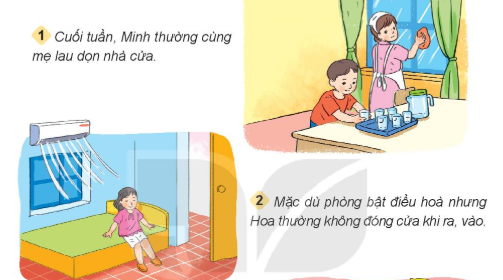 1 Cuối tuần, Minh thường cùng
mẹ lau dọn nhà cửa.
2 Mặc dù phòng bật điều hoà nhưng
Hoa thường không đóng cửa khi ra, vào.